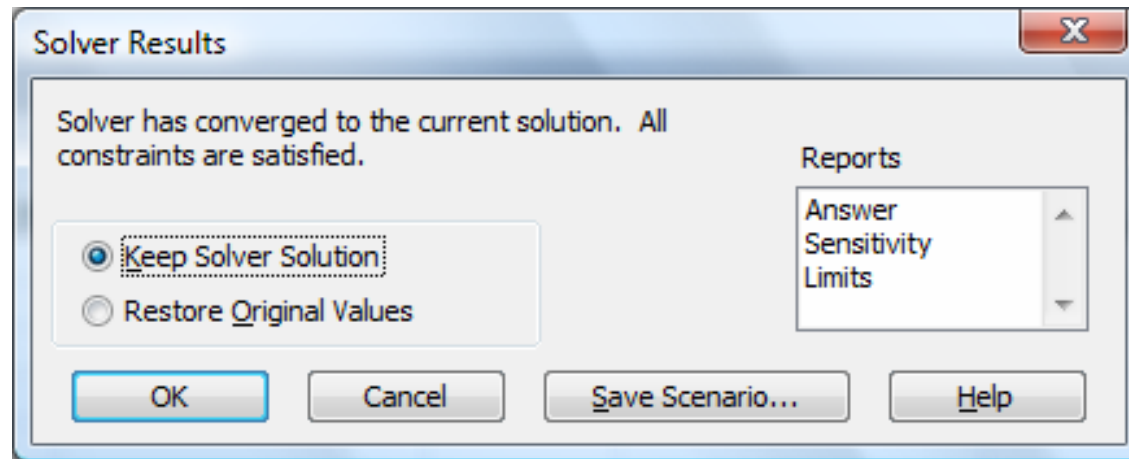 Solver Results
Solver has converged to the current solution.  All
constraints are satisfied.
Reports
Answer
Sensitivity
Limits
Keep Solver Solution
Restore Original Values
OK
Cancel
Save Scenario...
Help